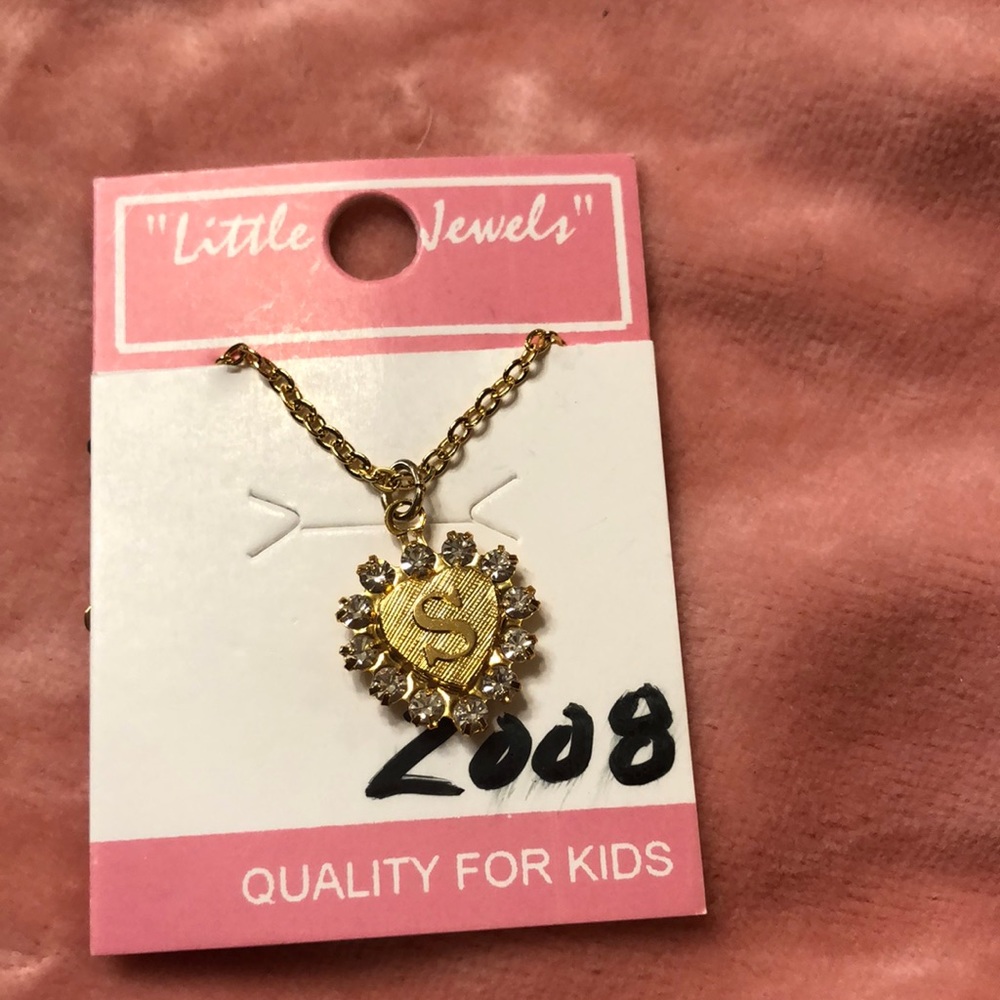 "Little Jewels"
S
2008
QUALITY FOR KIDS